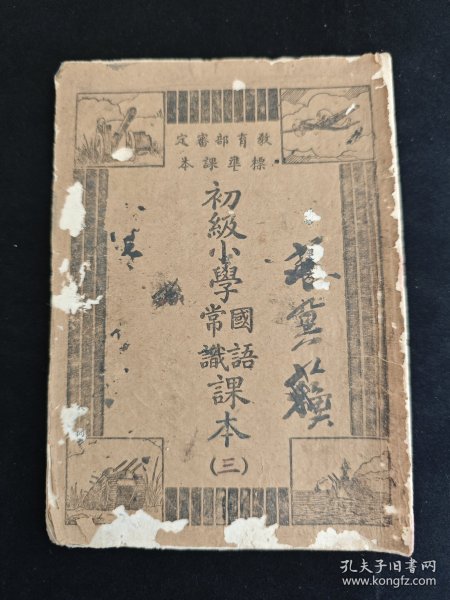 教育部審定
標準課本
初級小學國語常識課本
(三)
孔夫子旧书网
www.kongfz.com